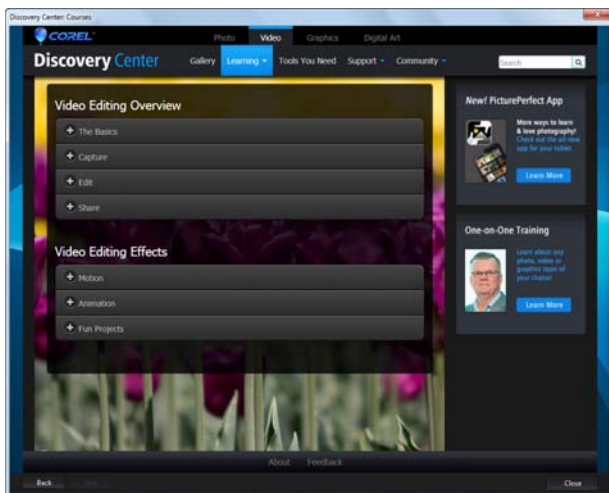 Discovery Center: Courses
COREL
Photo Video Graphics Digital Art
Discovery Center
Gallery Learning Tools You Need Support Community
Search
Video Editing Overview
The Basics
Capture
Edit
Share
Video Editing Effects
Motion
Animation
Fun Projects
New! PicturePerfect App
More ways to learn
& love photography!
Check out the all-new
app for your tablet.
Learn More
One-on-One Training
Learn about any
photo, video or
graphics topic of
your choice!
Learn More
About Feedback
Back
Close